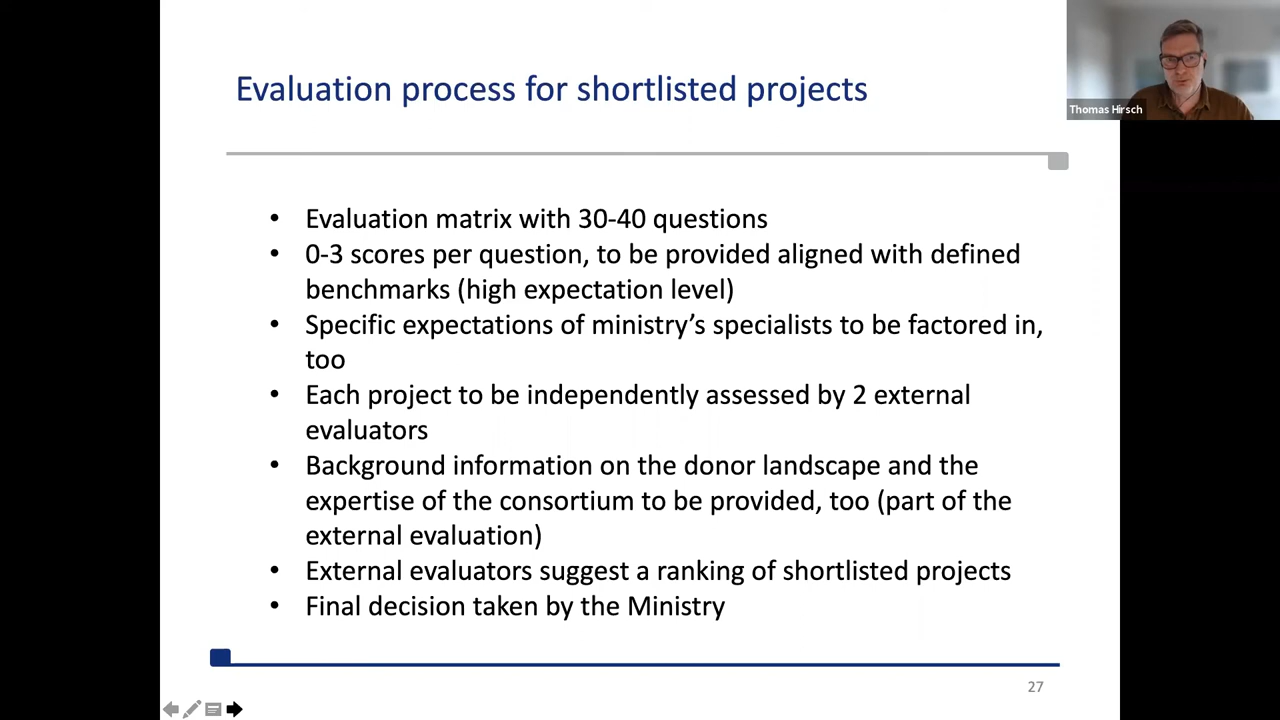 Evaluation process for shortlisted projects
Thomas Hirsch
• Evaluation matrix with 30-40 questions
• 0-3 scores per question, to be provided aligned with defined
benchmarks (high expectation level)
• Specific expectations of ministry’s specialists to be factored in,
too
• Each project to be independently assessed by 2 external
evaluators
• Background information on the donor landscape and the
expertise of the consortium to be provided, too (part of the
external evaluation)
• External evaluators suggest a ranking of shortlisted projects
• Final decision taken by the Ministry
27